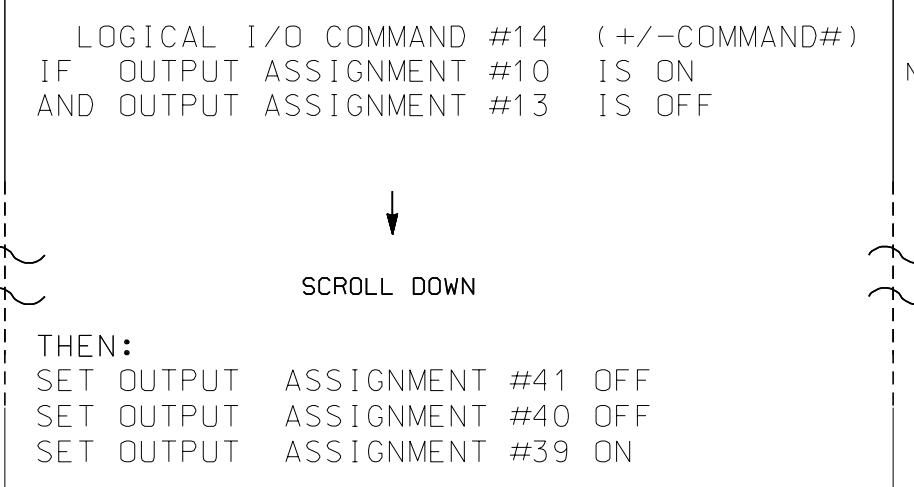 LOGICAL I/O COMMAND #14 (+/-COMMAND#)
IF OUTPUT ASSIGNMENT #10 IS ON
AND OUTPUT ASSIGNMENT #13 IS OFF
SCROLL DOWN
THEN:
SET OUTPUT ASSIGNMENT #41 OFF
SET OUTPUT ASSIGNMENT #40 OFF
SET OUTPUT ASSIGNMENT #39 ON